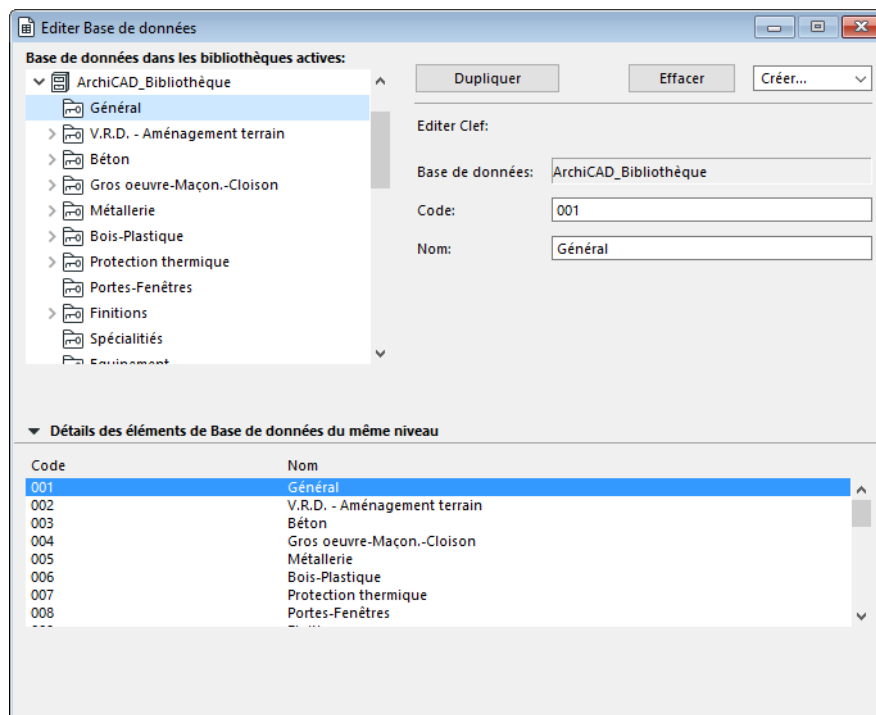 Editer Base de données
Base de données dans les bibliothèques actives:
ArchiCAD_Bibliothèque
Général
V.R.D. - Aménagement terrain
Béton
Gros oeuvre-Maçon.-Cloison
Métallerie
Bois-Plastique
Protection thermique
Portes-Fenêtres
Finitions
Spécialitiés
Equipement
Dupliquer
Effacer
Créer...
Editer Clef:
Base de données: ArchiCAD_Bibliothèque
Code: 001
Nom: Général
Détails des éléments de Base de données du même niveau
Code Nom
001 Général
002 V.R.D. - Aménagement terrain
003 Béton
004 Gros oeuvre-Maçon.-Cloison
005 Métallerie
006 Bois-Plastique
007 Protection thermique
008 Portes-Fenêtres